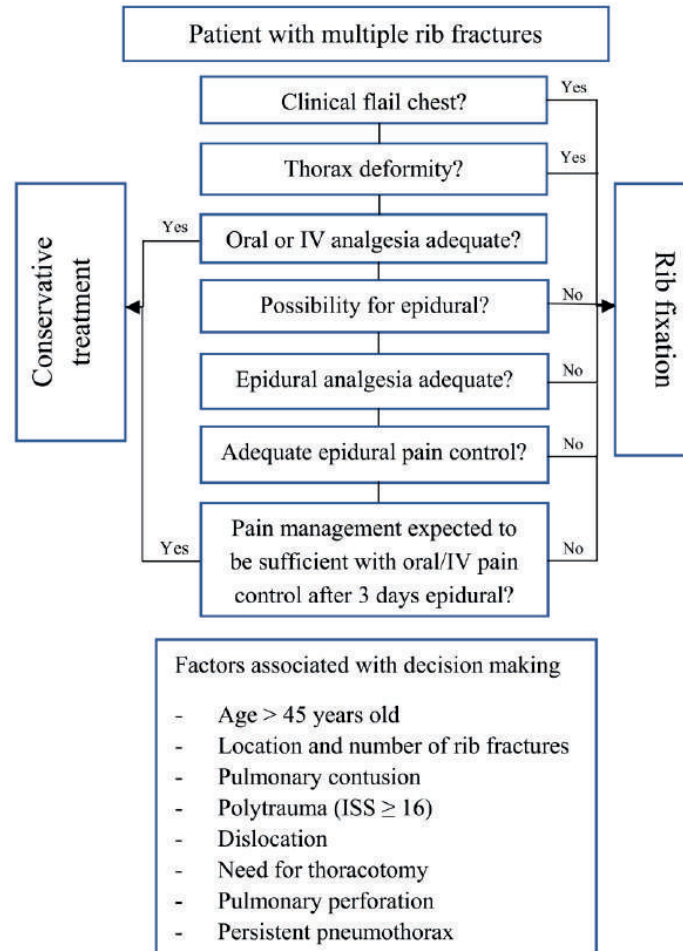 Patient with multiple rib fractures
Clinical flail chest?
Yes
Thorax deformity?
Yes
Conservative
treatment
Yes
Oral or IV analgesia adequate?
Rib fixation
Possibility for epidural?
No
Epidural analgesia adequate?
No
Adequate epidural pain control?
No
Yes
Pain management expected to
be sufficient with oral/IV pain
control after 3 days epidural?
No
Factors associated with decision making
- Age > 45 years old
- Location and number of rib fractures
- Pulmonary contusion
- Polytrauma (ISS ≥ 16)
- Dislocation
- Need for thoracotomy
- Pulmonary perforation
- Persistent pneumothorax